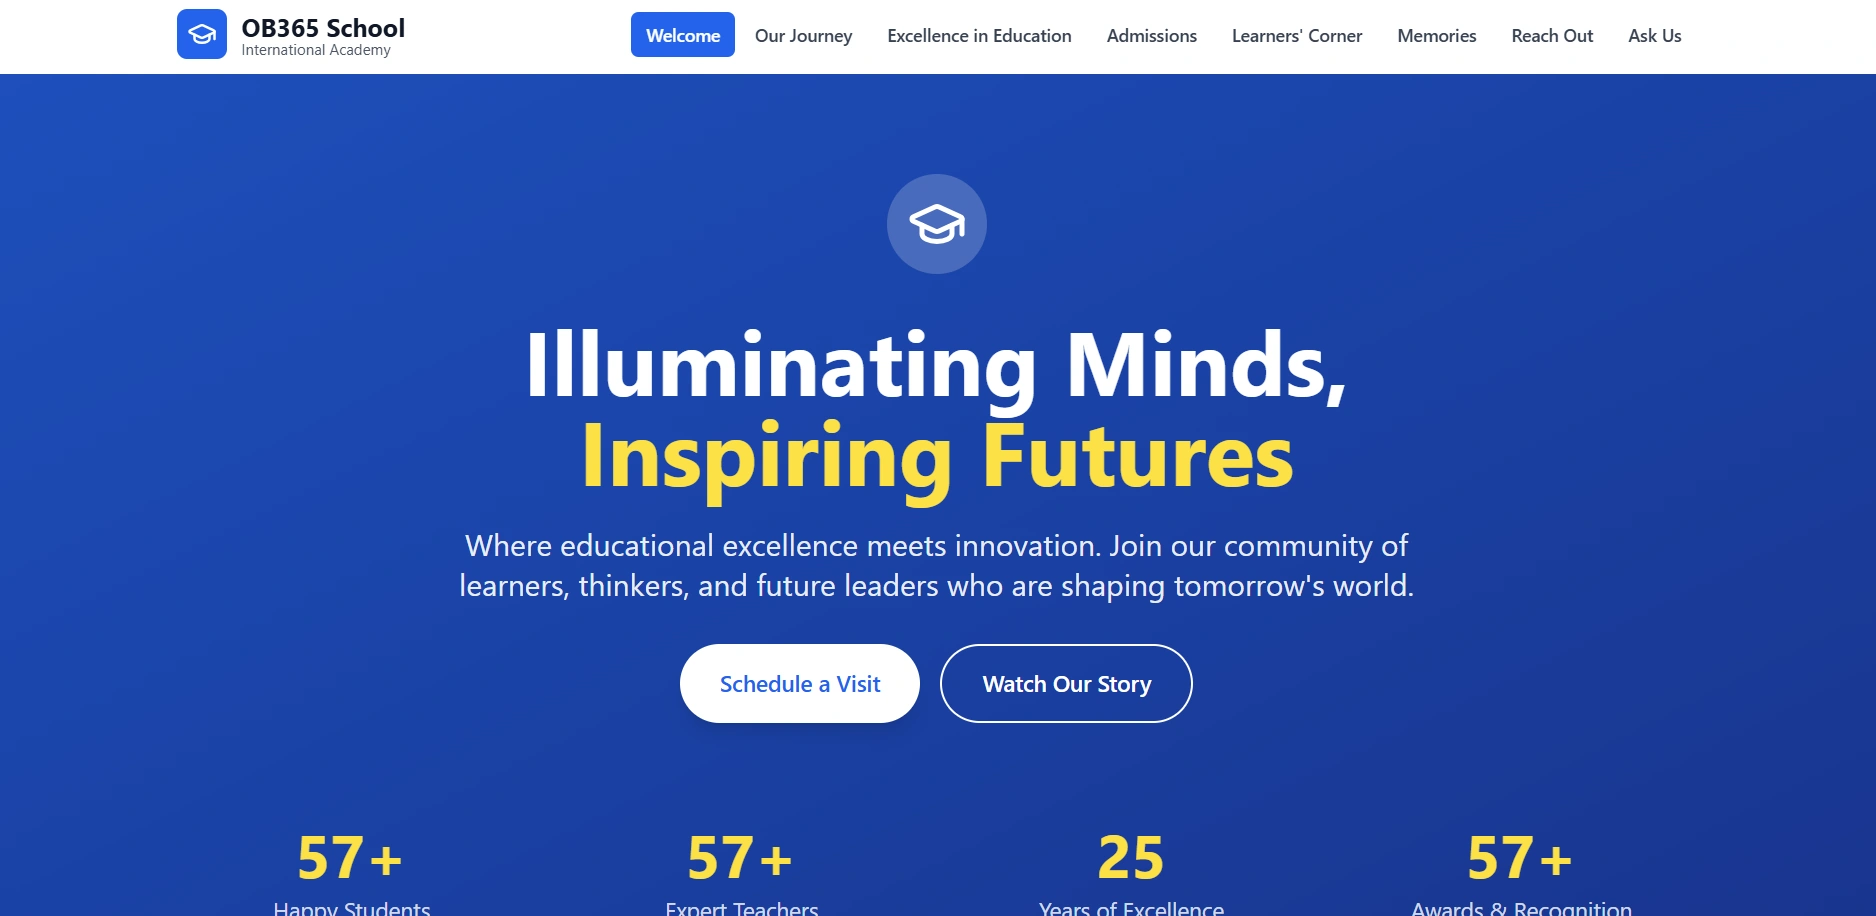 OB365 School
International Academy
Welcome
Our Journey
Excellence in Education
Admissions
Learners' Corner
Memories
Reach Out
Ask Us
Illuminating Minds,
Inspiring Futures
Where educational excellence meets innovation. Join our community of
learners, thinkers, and future leaders who are shaping tomorrow's world.
Schedule a Visit
Watch Our Story
57+
Happy Students
57+
Expert Teachers
25
Years of Excellence
57+
Awards & Recognition